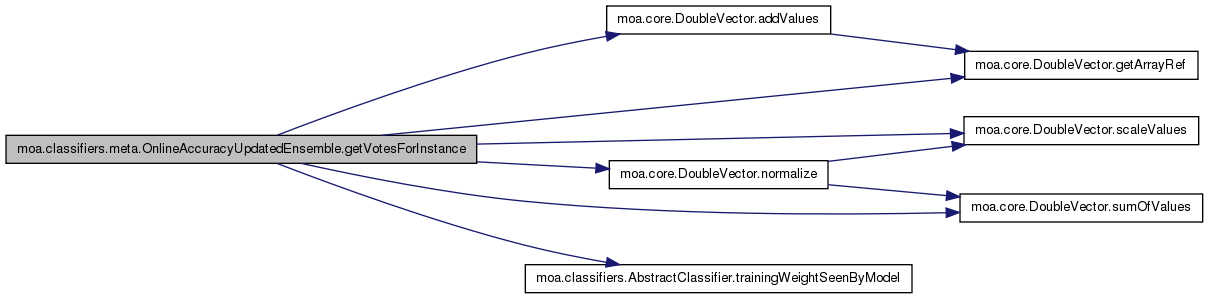 moa.core.DoubleVector.addValues
moa.core.DoubleVector.getArrayRef
moa.core.DoubleVector.scaleValues
moa.classifiers.meta.OnlineAccuracyUpdatedEnsemble.getVotesForInstance
moa.core.DoubleVector.normalize
moa.core.DoubleVector.sumOfValues
moa.classifiers.AbstractClassifier.trainingWeightSeenByModel